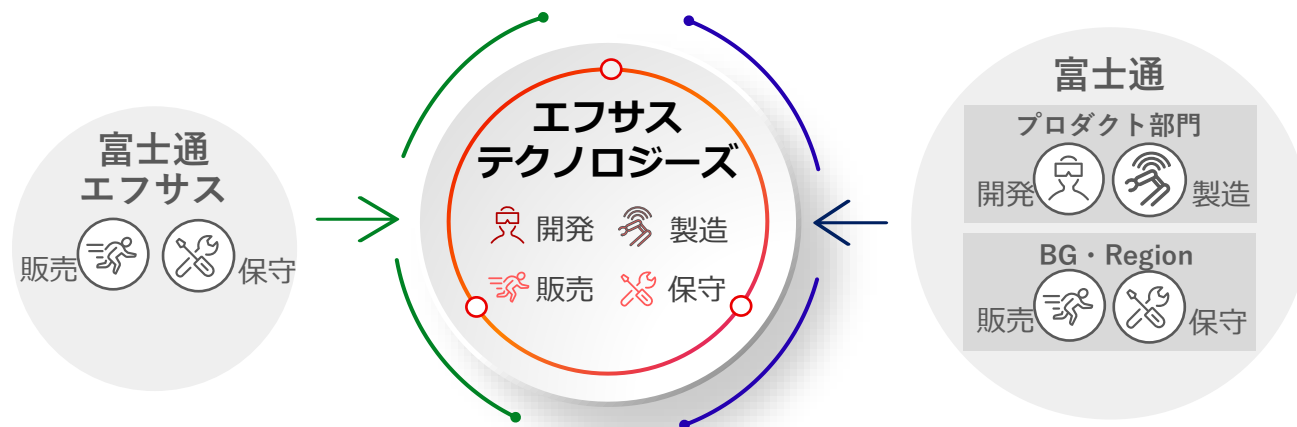 富士通
エフサス
販売
保守
エフサス
テクノロジーズ
開発
製造
販売
保守
富士通
プロダクト部門
開発
製造
BG・Region
販売
保守